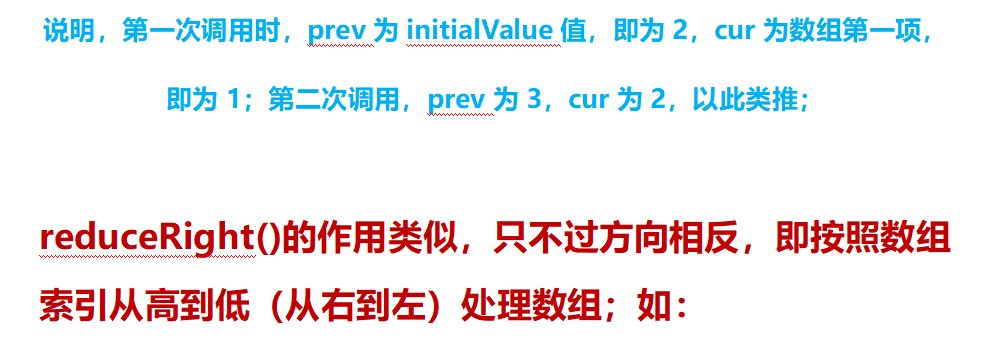 说明，第一次调用时，prev 为 initialValue 值，即为 2，cur 为数组第一项，
即为 1；第二次调用，prev 为 3，cur 为 2，以此类推；
reduceRight()的作用类似，只不过方向相反，即按照数组
索引从高到低（从右到左）处理数组；如：